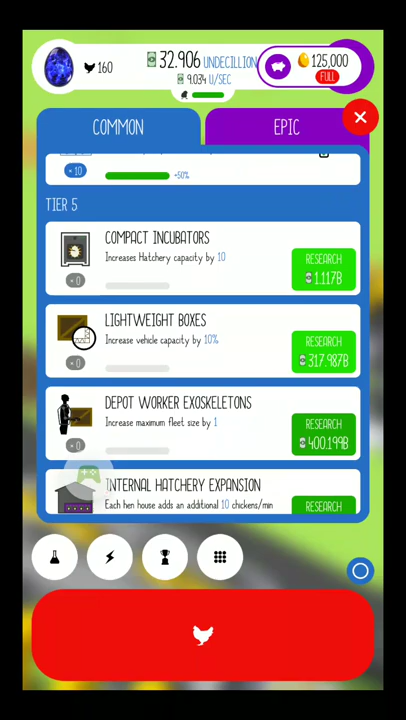 160
32.906 UNDECILLION
9.034 U/SEC
125,000
FULL
COMMON
EPIC
× 10
+50%
TIER 5
COMPACT INCUBATORS
Increases Hatchery capacity by 10
× 0
RESEARCH
1.117B
LIGHTWEIGHT BOXES
Increase vehicle capacity by 10%
× 0
RESEARCH
317.987B
DEPOT WORKER EXOSKELETONS
Increase maximum fleet size by 1
× 0
RESEARCH
400.199B
INTERNAL HATCHERY EXPANSION
Each hen house adds an additional 10 chickens/min
RESEARCH